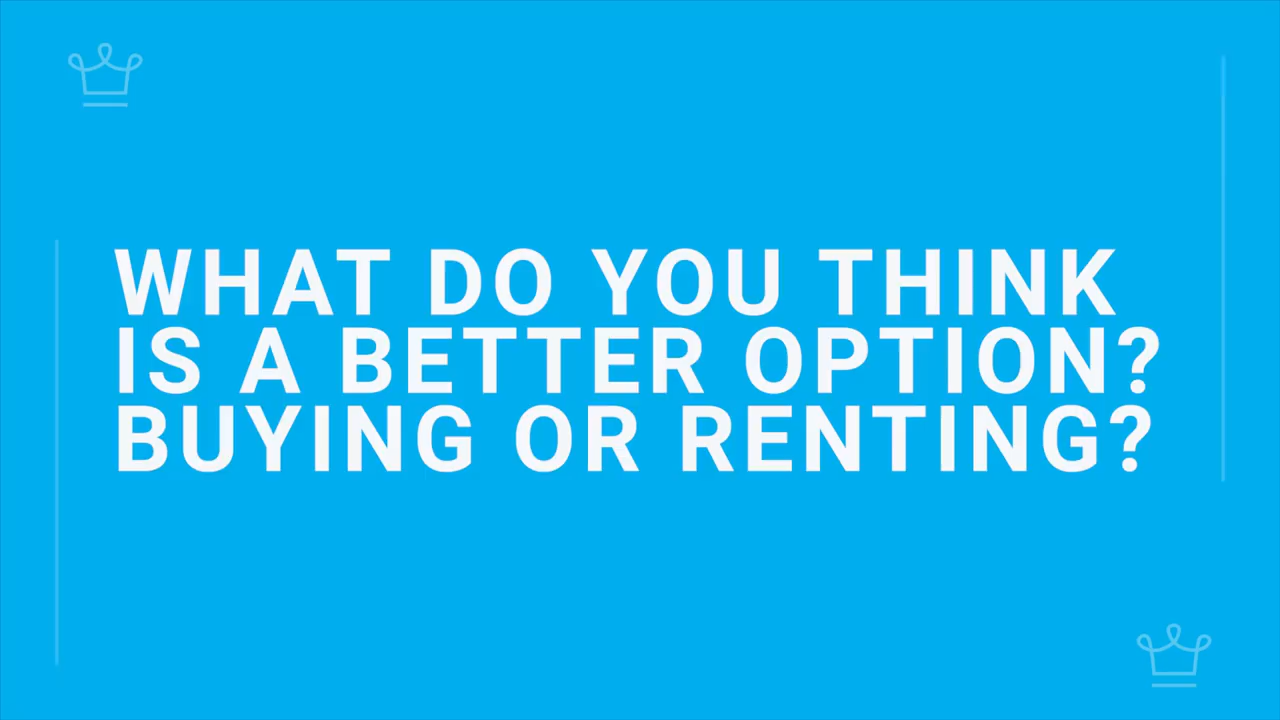 WHAT DO YOU THINK
IS A BETTER OPTION?
BUYING OR RENTING?